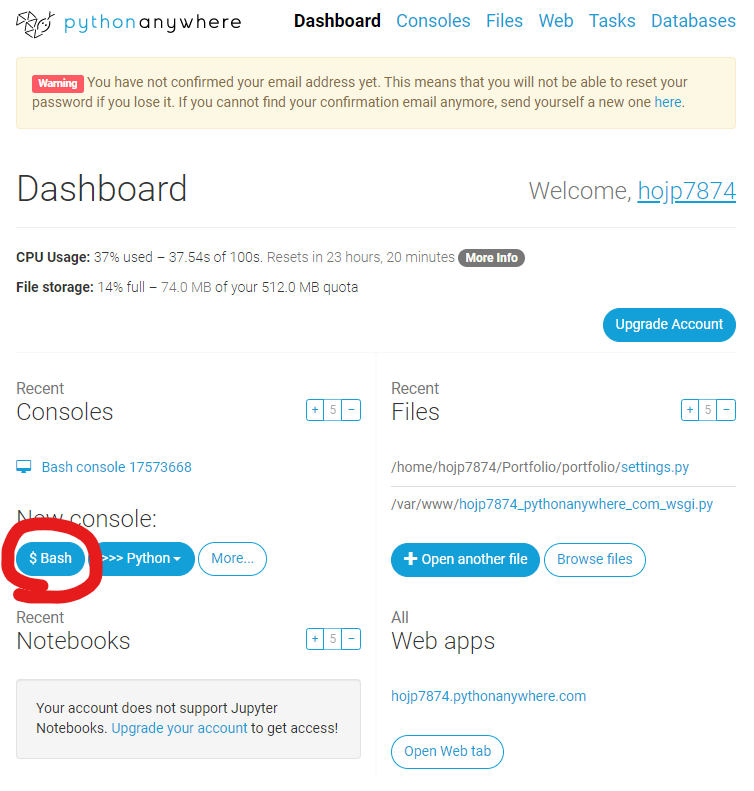 pythonanywhere
Dashboard Consoles Files Web Tasks Databases
Warning You have not confirmed your email address yet. This means that you will not be able to reset your
password if you lose it. If you cannot find your confirmation email anymore, send yourself a new one here.
Dashboard
Welcome, hojp7874
CPU Usage: 37% used – 37.54s of 100s. Resets in 23 hours, 20 minutes More Info
File storage: 14% full – 74.0 MB of your 512.0 MB quota
Upgrade Account
Recent
Consoles
+ 5 −
Bash console 17573668
New console:
$ Bash
>>> Python
More...
Recent
Files
+ 5 −
/home/hojp7874/Portfolio/portfolio/settings.py
/var/www/hojp7874_pythonanywhere_com_wsgi.py
+ Open another file
Browse files
Recent
Notebooks
+ 5 −
Your account does not support Jupyter
Notebooks. Upgrade your account to get access!
All
Web apps
hojp7874.pythonanywhere.com
Open Web tab